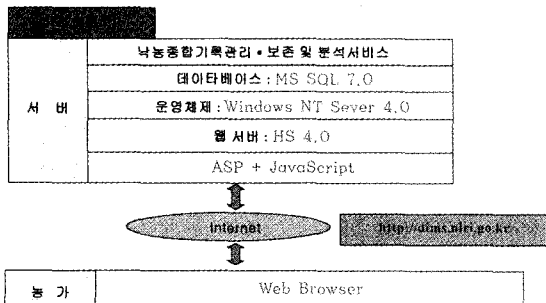 낙농종합기록관리 • 보존 및 분석서비스
데이타베이스 : MS SQL 7.0
서 버
운영체제 : Windows NT Sever 4.0
웹 서버 : HS 4.0
ASP + JavaScript
Internet
http://dims.nlri.go.kr
농 가
Web Browser